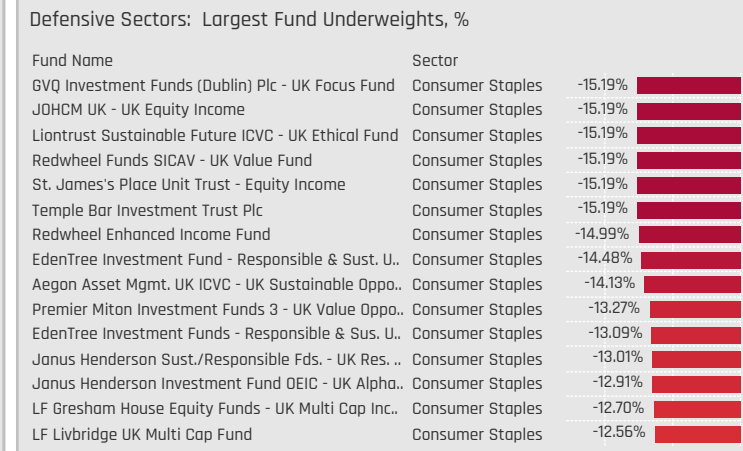 Defensive Sectors: Largest Fund Underweights, %
Fund Name Sector
GVQ Investment Funds (Dublin) Plc - UK Focus Fund Consumer Staples -15.19%
JOHCM UK - UK Equity Income Consumer Staples -15.19%
Liontrust Sustainable Future ICVC - UK Ethical Fund Consumer Staples -15.19%
Redwheel Funds SICAV - UK Value Fund Consumer Staples -15.19%
St. James's Place Unit Trust - Equity Income Consumer Staples -15.19%
Temple Bar Investment Trust Plc Consumer Staples -15.19%
Redwheel Enhanced Income Fund Consumer Staples -14.99%
EdenTree Investment Fund - Responsible & Sust. U.. Consumer Staples -14.48%
Aegon Asset Mgmt. UK ICVC - UK Sustainable Oppo.. Consumer Staples -14.13%
Premier Miton Investment Funds 3 - UK Value Oppo.. Consumer Staples -13.27%
EdenTree Investment Funds - Responsible & Sus. U.. Consumer Staples -13.09%
Janus Henderson Sust./Responsible Fds. - UK Res. .. Consumer Staples -13.01%
Janus Henderson Investment Fund OEIC - UK Alpha.. Consumer Staples -12.91%
LF Gresham House Equity Funds - UK Multi Cap Inc.. Consumer Staples -12.70%
LF Livbridge UK Multi Cap Fund Consumer Staples -12.56%